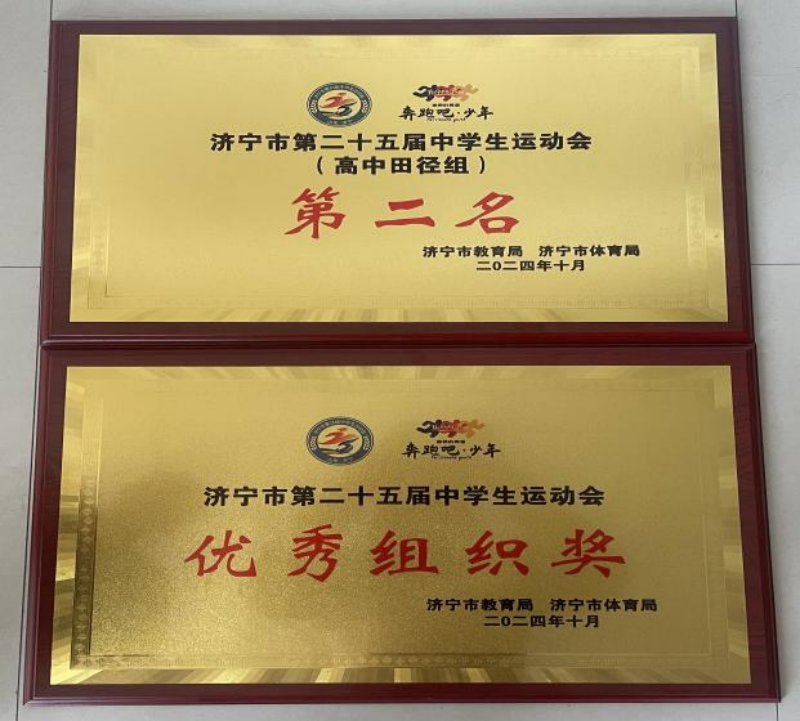 奔跑吧·少年
济宁市第二十五届中学生运动会
（高中田径组）
第二名
济宁市教育局 济宁市体育局
二〇二四年十月
奔跑吧·少年
济宁市第二十五届中学生运动会
优秀组织奖
济宁市教育局 济宁市体育局
二〇二四年十月